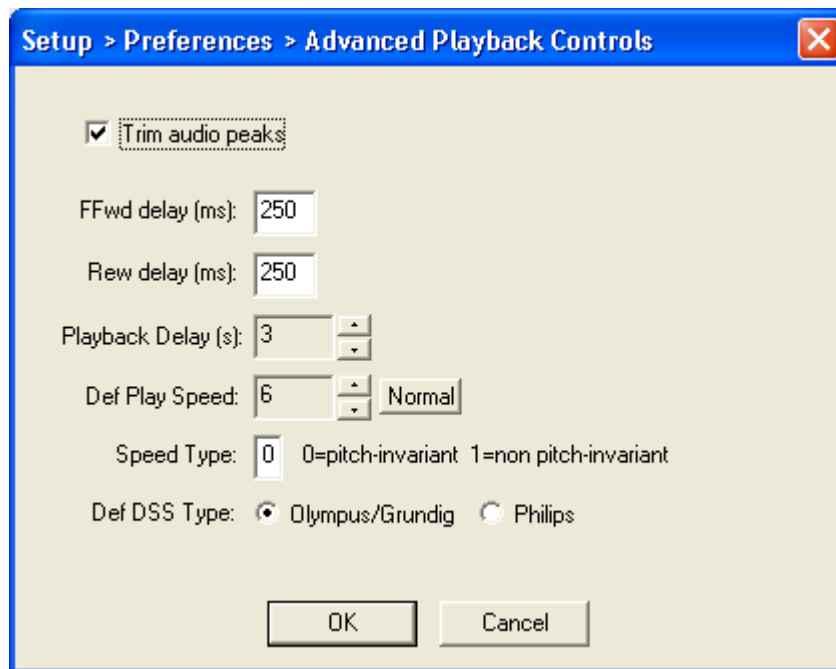 Setup > Preferences > Advanced Playback Controls
Trim audio peaks
FFwd delay (ms): 250
Rew delay (ms): 250
Playback Delay (s): 3
Def Play Speed: 6 Normal
Speed Type: 0 0=pitch-invariant 1=non pitch-invariant
Def DSS Type: Olympus/Grundig Philips
OK Cancel